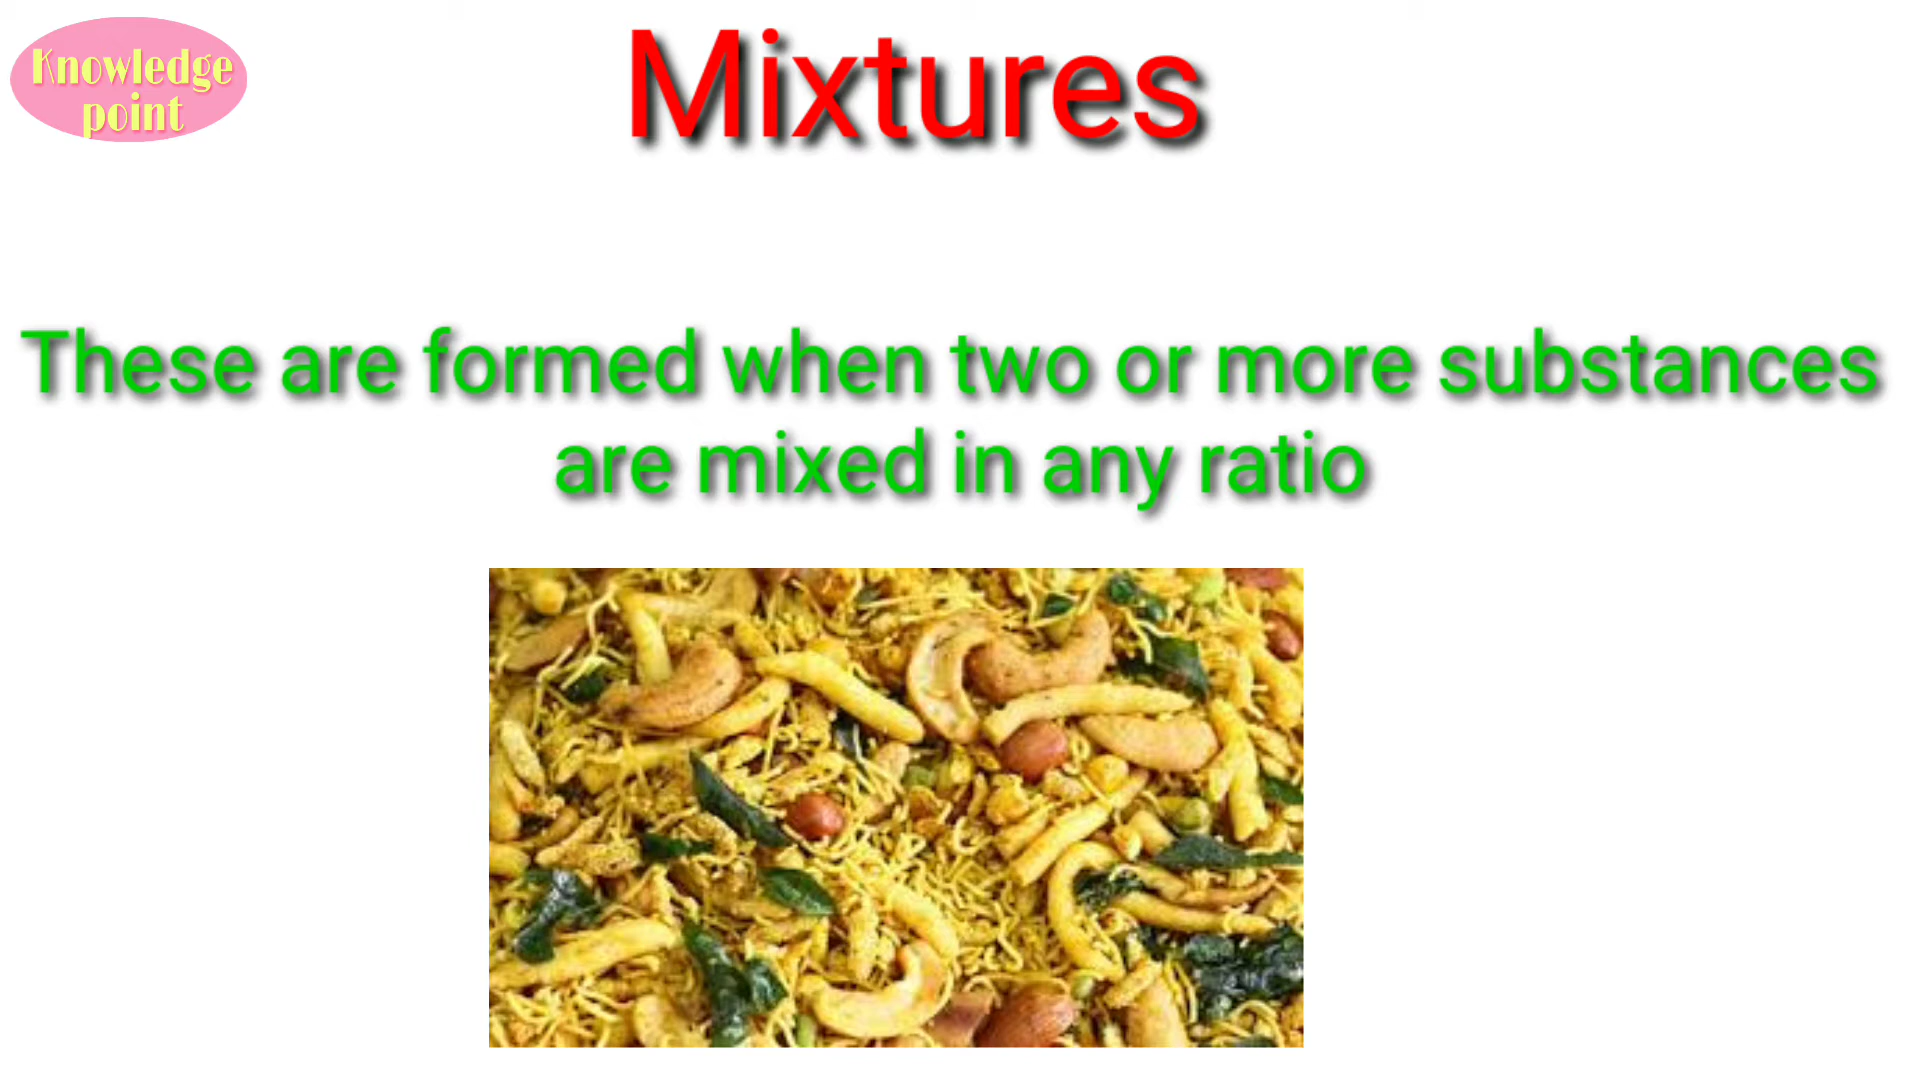 Knowledge
point
Mixtures
These are formed when two or more substances
are mixed in any ratio